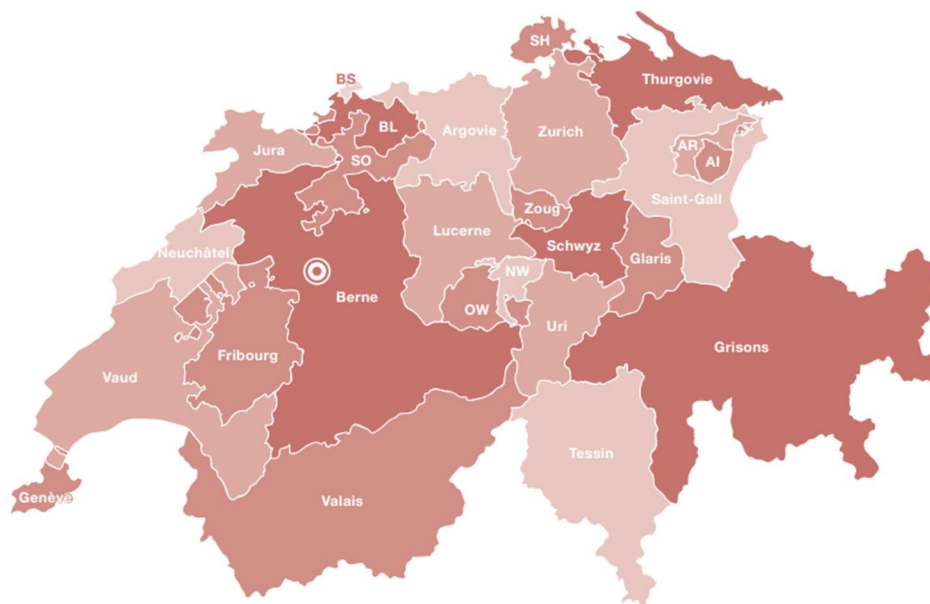 SH
Thurgovie
BS
BL
Argovie
Zurich
AR
AI
Jura
SO
Saint-Gall
Zoug
Lucerne
Schwyz
Neuchâtel
NW
Glaris
Berne
OW
Uri
Grisons
Fribourg
Vaud
Tessin
Genève
Valais